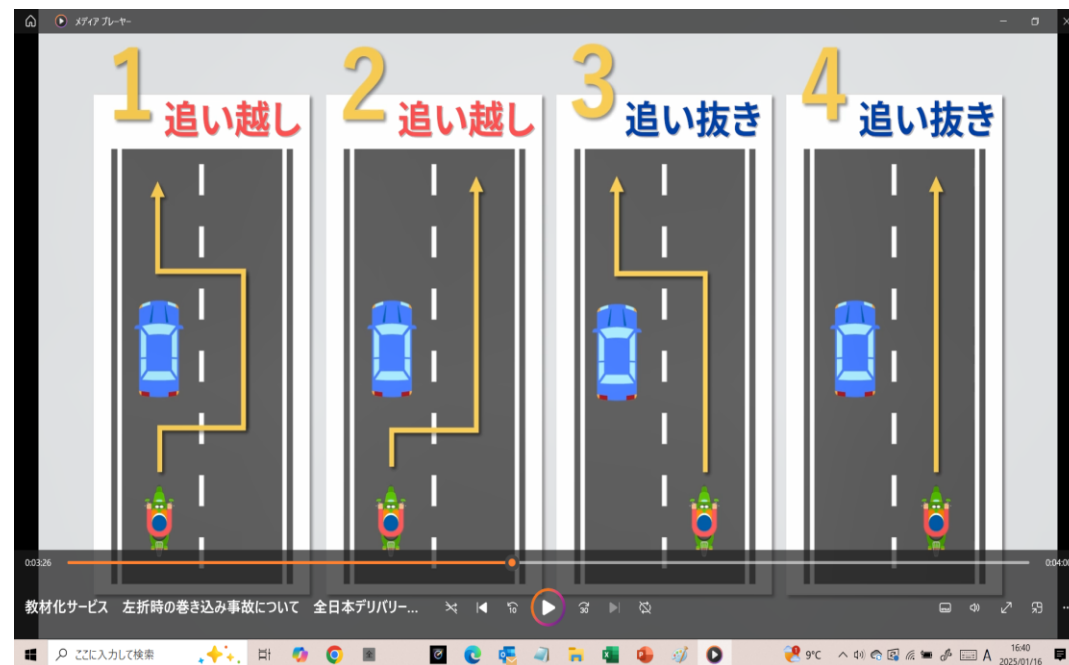 メディア プレーヤー
1 追い越し
2 追い越し
3 追い抜き
4 追い抜き
0:03:26
0:04:00
教材化サービス　左折時の巻き込み事故について　全日本デリバリー...
10
30
ここに入力して検索
9°C
A
16:40
2025/01/16